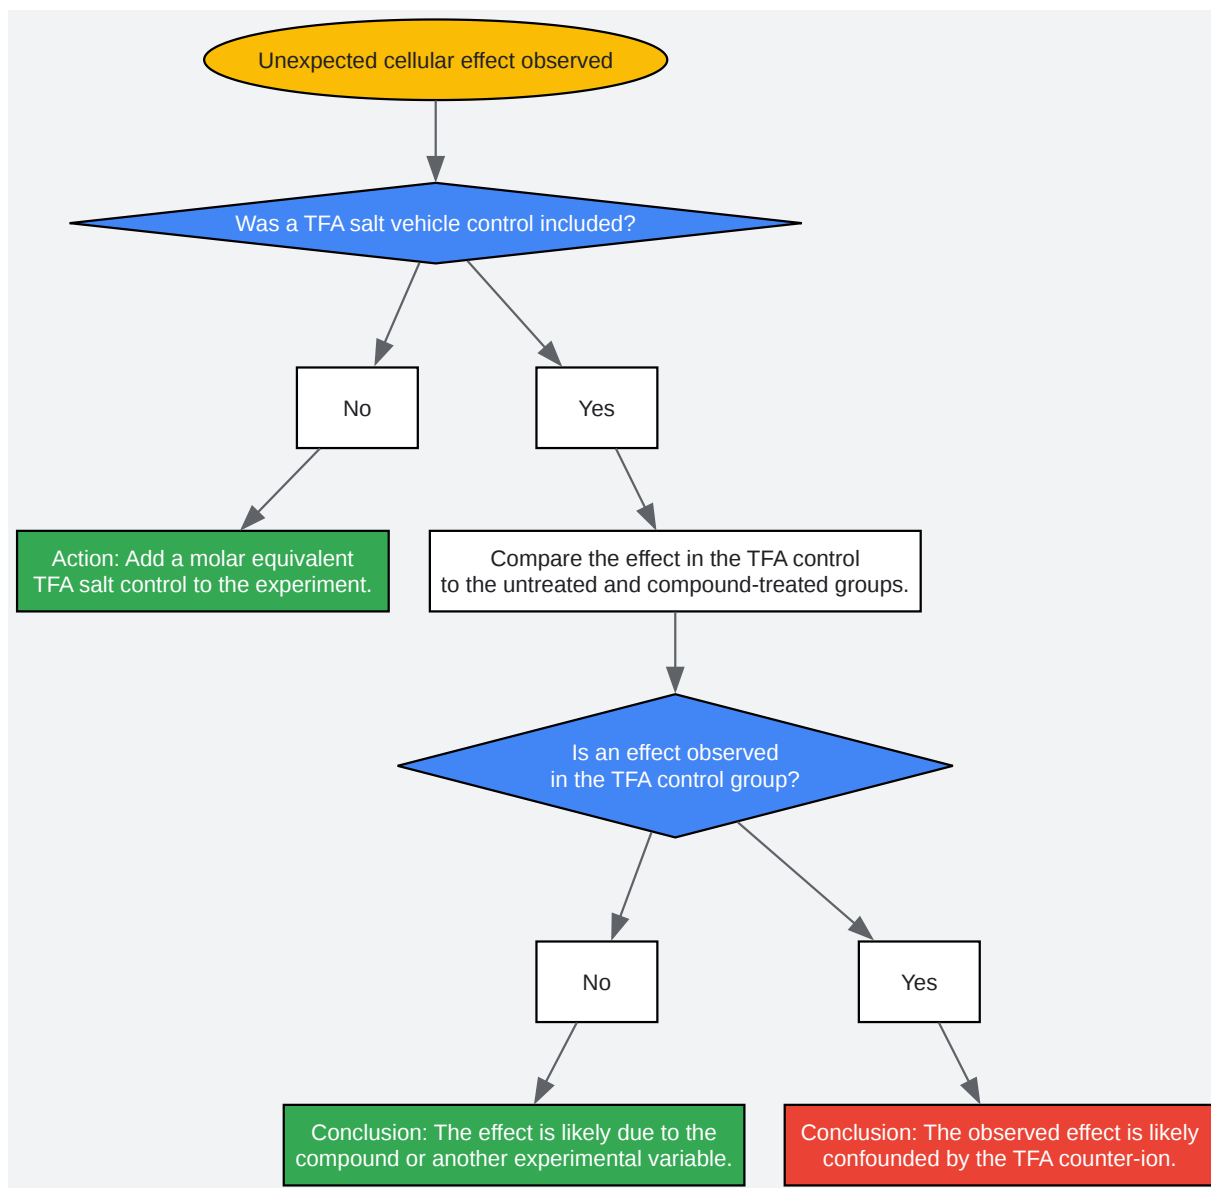 Unexpected cellular effect observed
Was a TFA salt vehicle control included?
No
Yes
Action: Add a molar equivalent
TFA salt control to the experiment.
Compare the effect in the TFA control
to the untreated and compound-treated groups.
Is an effect observed
in the TFA control group?
No
Yes
Conclusion: The effect is likely due to the
compound or another experimental variable.
Conclusion: The observed effect is likely
confounded by the TFA counter-ion.